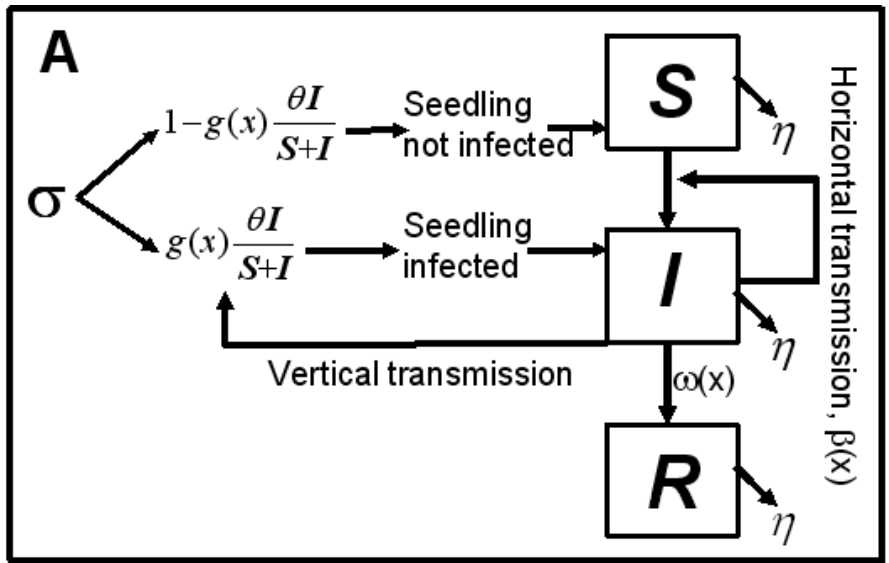 A
S
η
σ
1−g(x) θI/S+I
Seedling
not infected
Horizontal transmission, β(x)
g(x) θI/S+I
Seedling
infected
I
η
Vertical transmission
ω(x)
R
η